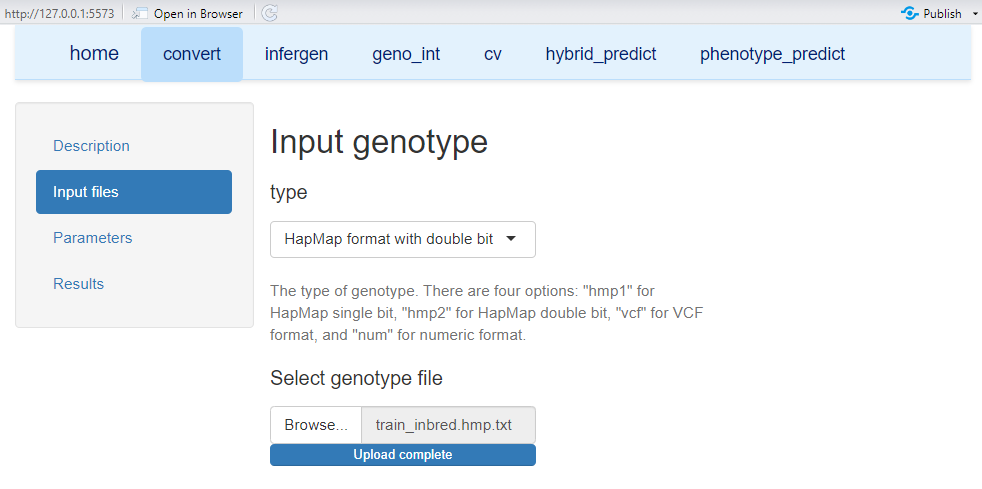 http://127.0.0.1:5573 Open in Browser Publish
home convert infergen geno_int cv hybrid_predict phenotype_predict
Description
Input files
Parameters
Results
Input genotype
type
HapMap format with double bit
The type of genotype. There are four options: "hmp1" for
HapMap single bit, "hmp2" for HapMap double bit, "vcf" for VCF
format, and "num" for numeric format.
Select genotype file
Browse... train_inbred.hmp.txt
Upload complete